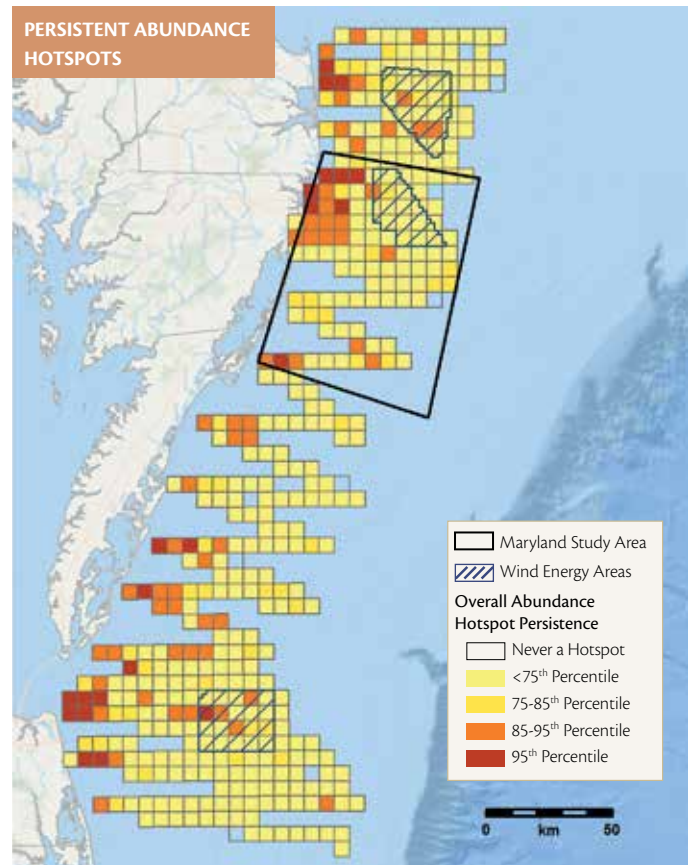 PERSISTENT ABUNDANCE
HOTSPOTS
Maryland Study Area
Wind Energy Areas
Overall Abundance
Hotspot Persistence
Never a Hotspot
<75th Percentile
75-85th Percentile
85-95th Percentile
95th Percentile
0 50
km